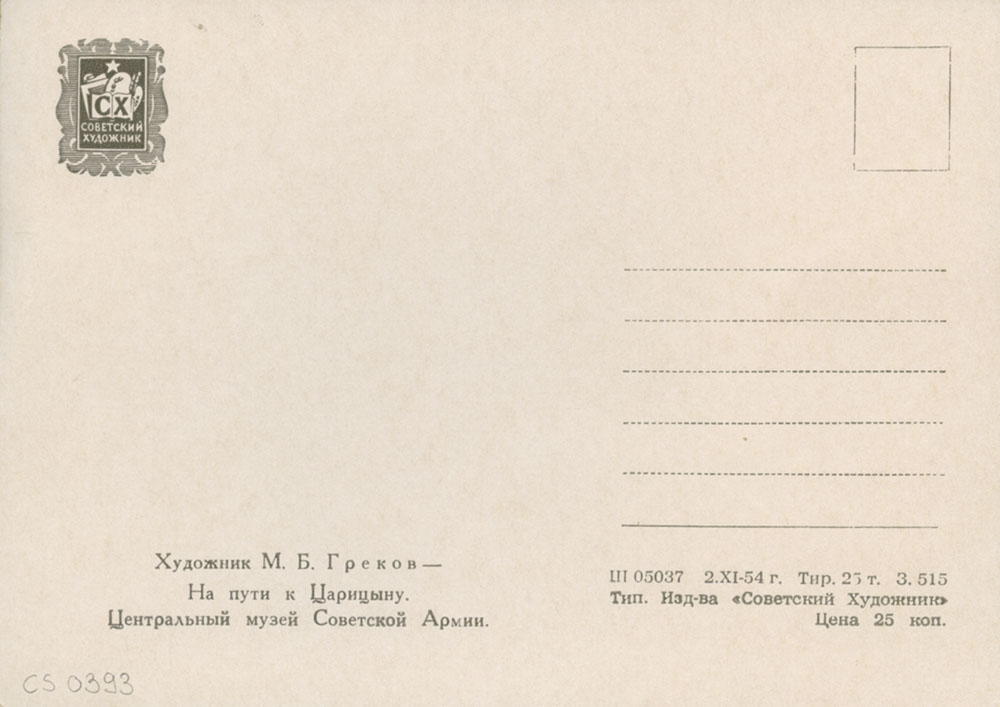 СХ
СОВЕТСКИЙ
ХУДОЖНИК
Художник М. Б. Греков —
На пути к Царицыну.
Центральный музей Советской Армии.
Ш 05037 2.XI-54 г. Тир. 25 т. З. 515
Тип. Изд-ва «Советский Художник»
Цена 25 коп.
CS 0393